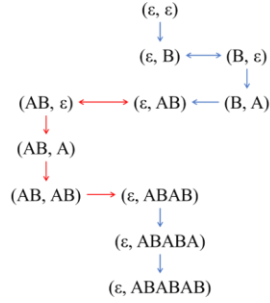 (ε, ε)
(ε, B) (B, ε)
(AB, ε) (ε, AB) (B, A)
(AB, A)
(AB, AB) (ε, ABAB)
(ε, ABABA)
(ε, ABABAB)